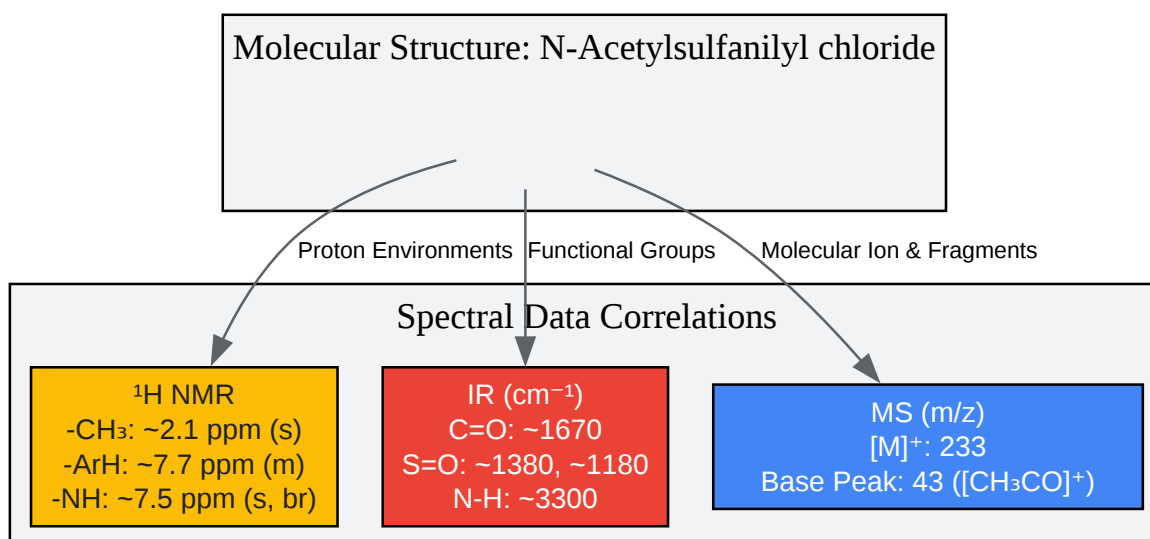 Molecular Structure: N-Acetylsulfanilyl chloride
Proton Environments
Functional Groups
Molecular Ion & Fragments
Spectral Data Correlations
¹H NMR
-CH₃: ~2.1 ppm (s)
-ArH: ~7.7 ppm (m)
-NH: ~7.5 ppm (s, br)
IR (cm⁻¹)
C=O: ~1670
S=O: ~1380, ~1180
N-H: ~3300
MS (m/z)
[M]⁺: 233
Base Peak: 43 ([CH₃CO]⁺)